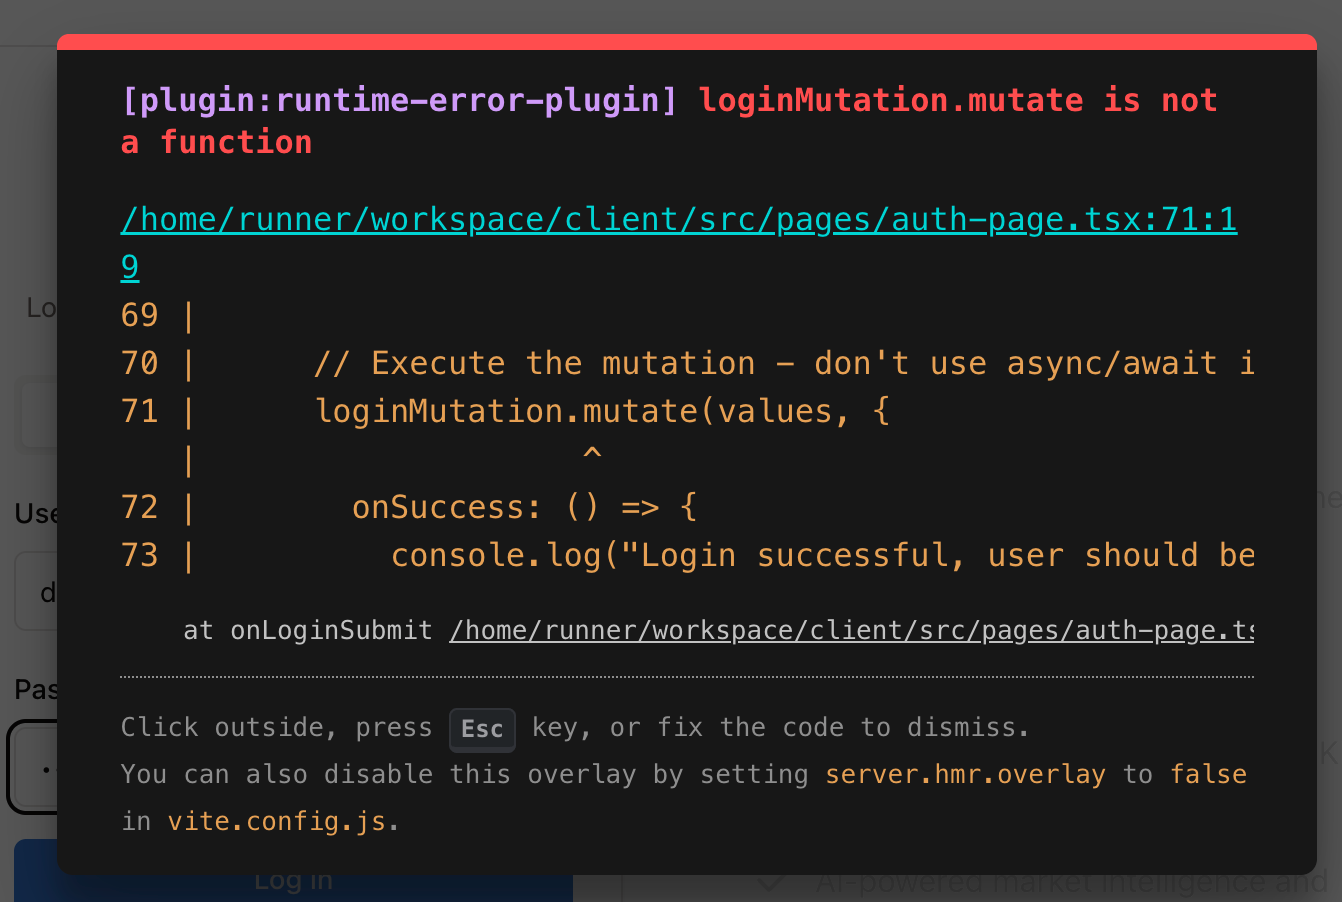 [plugin:runtime-error-plugin] loginMutation.mutate is not
a function
/home/runner/workspace/client/src/pages/auth-page.tsx:71:1
9
69 |
70 |      // Execute the mutation – don't use async/await i
71 |      loginMutation.mutate(values, {
   |                    ^
72 |        onSuccess: () => {
73 |          console.log("Login successful, user should be
at onLoginSubmit /home/runner/workspace/client/src/pages/auth-page.ts
Click outside, press Esc key, or fix the code to dismiss.
You can also disable this overlay by setting server.hmr.overlay to false
in vite.config.js.
Lo
Use
d
Pas
Log in
AI-powered market intelligence and
ne
K